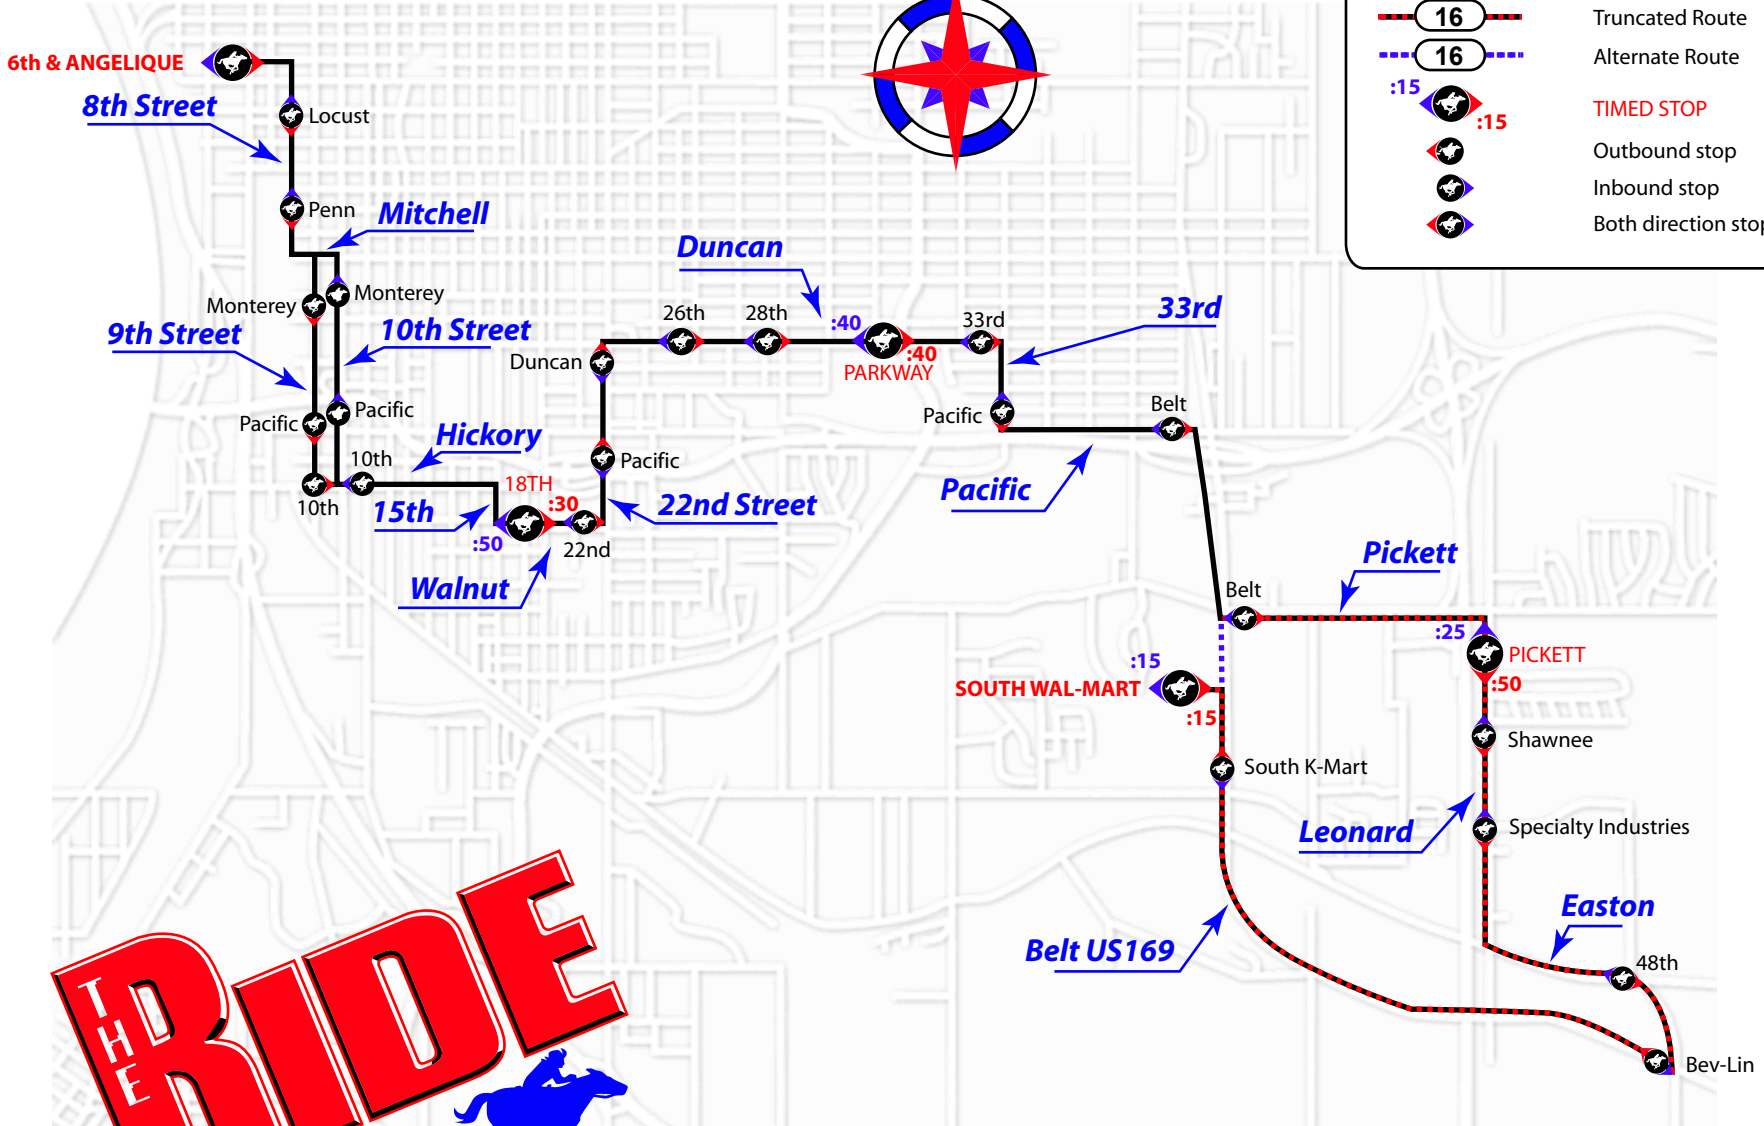 16
Truncated Route
16
Alternate Route
:15
:15
TIMED STOP
Outbound stop
Inbound stop
Both direction stop
6th & ANGELIQUE
8th Street
Locust
Penn
Mitchell
Monterey
Monterey
9th Street
10th Street
Pacific
Pacific
10th
10th
Hickory
15th
18TH
:30
:50
22nd
Walnut
22nd Street
Pacific
Duncan
26th
28th
Duncan
:40
:40
PARKWAY
33rd
33rd
Pacific
Belt
Pacific
Belt
Pickett
:25
PICKETT
:50
:15
SOUTH WAL-MART
:15
South K-Mart
Shawnee
Leonard
Specialty Industries
Easton
48th
Belt US169
Bev-Lin
THE
RIDE